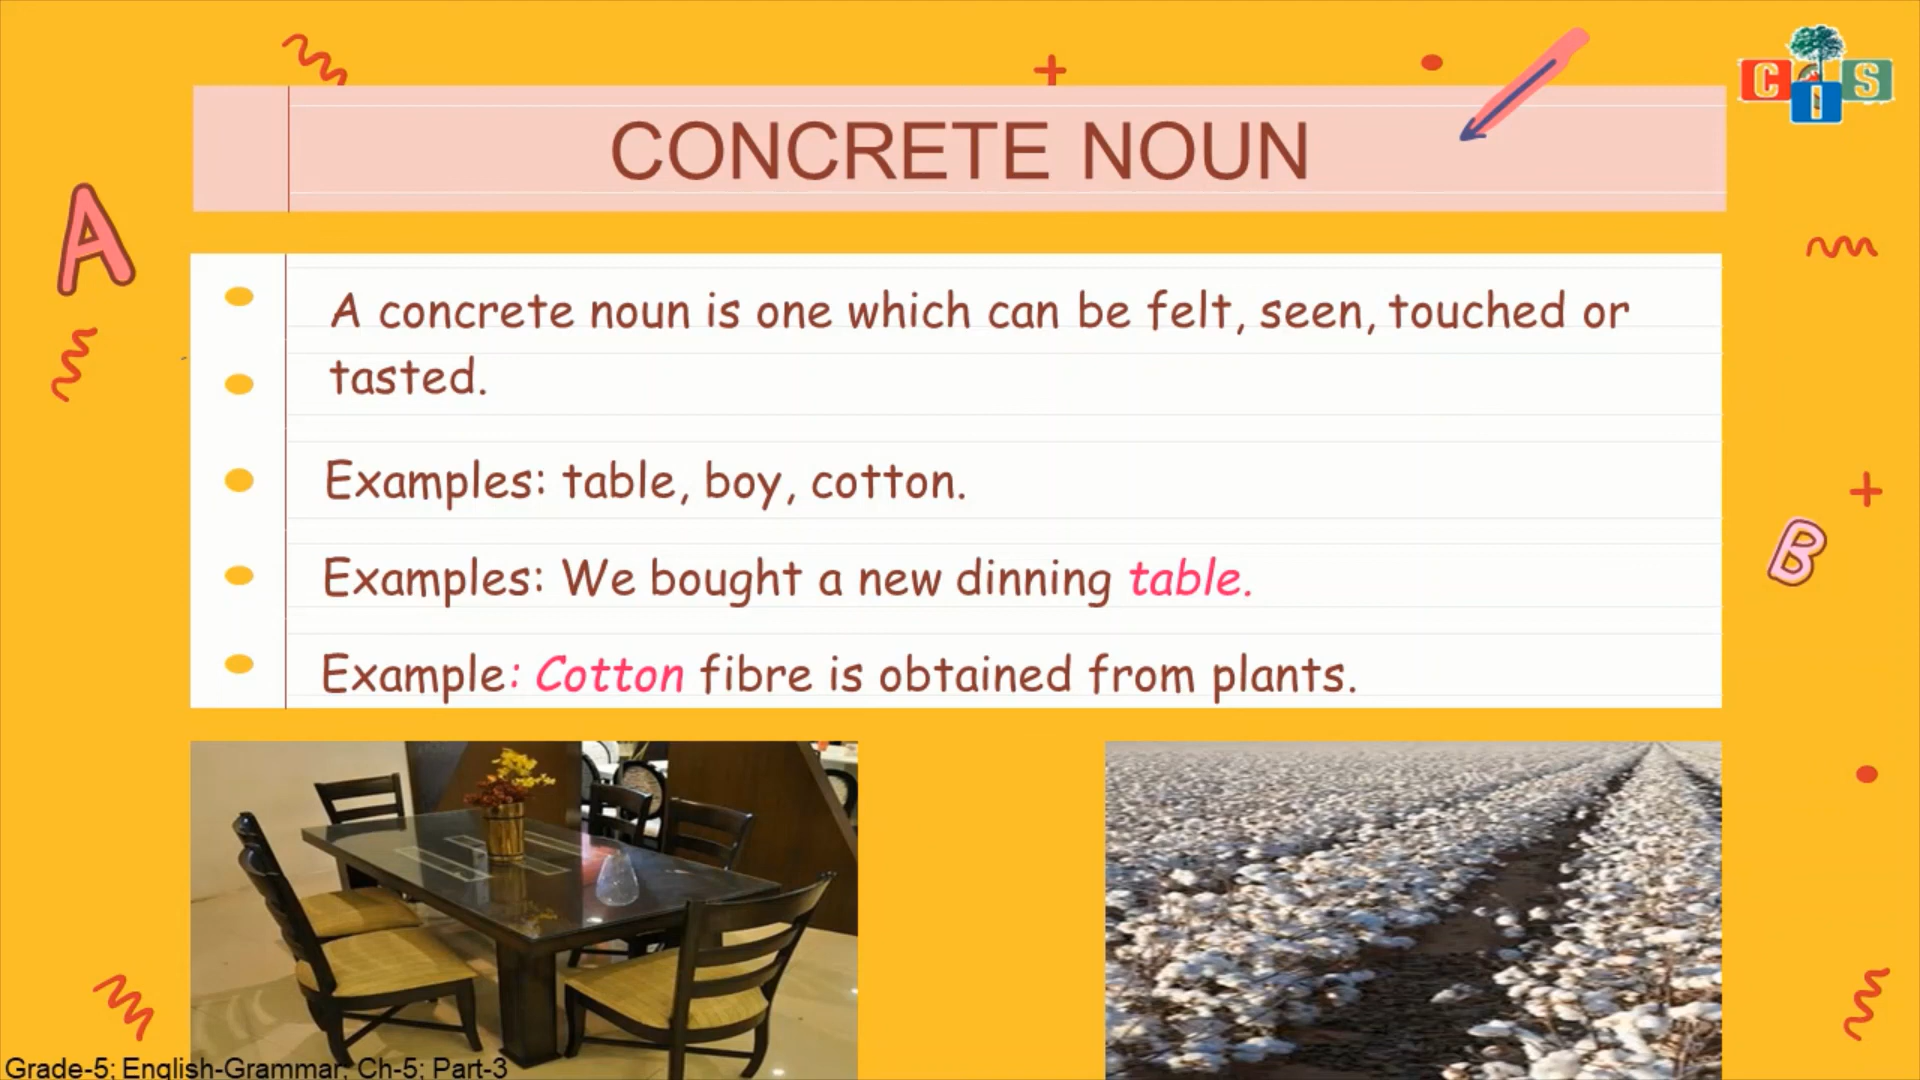 C I S
CONCRETE NOUN
A
A concrete noun is one which can be felt, seen, touched or
tasted.
Examples: table, boy, cotton.
Examples: We bought a new dinning table.
B
Example: Cotton fibre is obtained from plants.
Grade-5; English-Grammar; Ch-5; Part-3